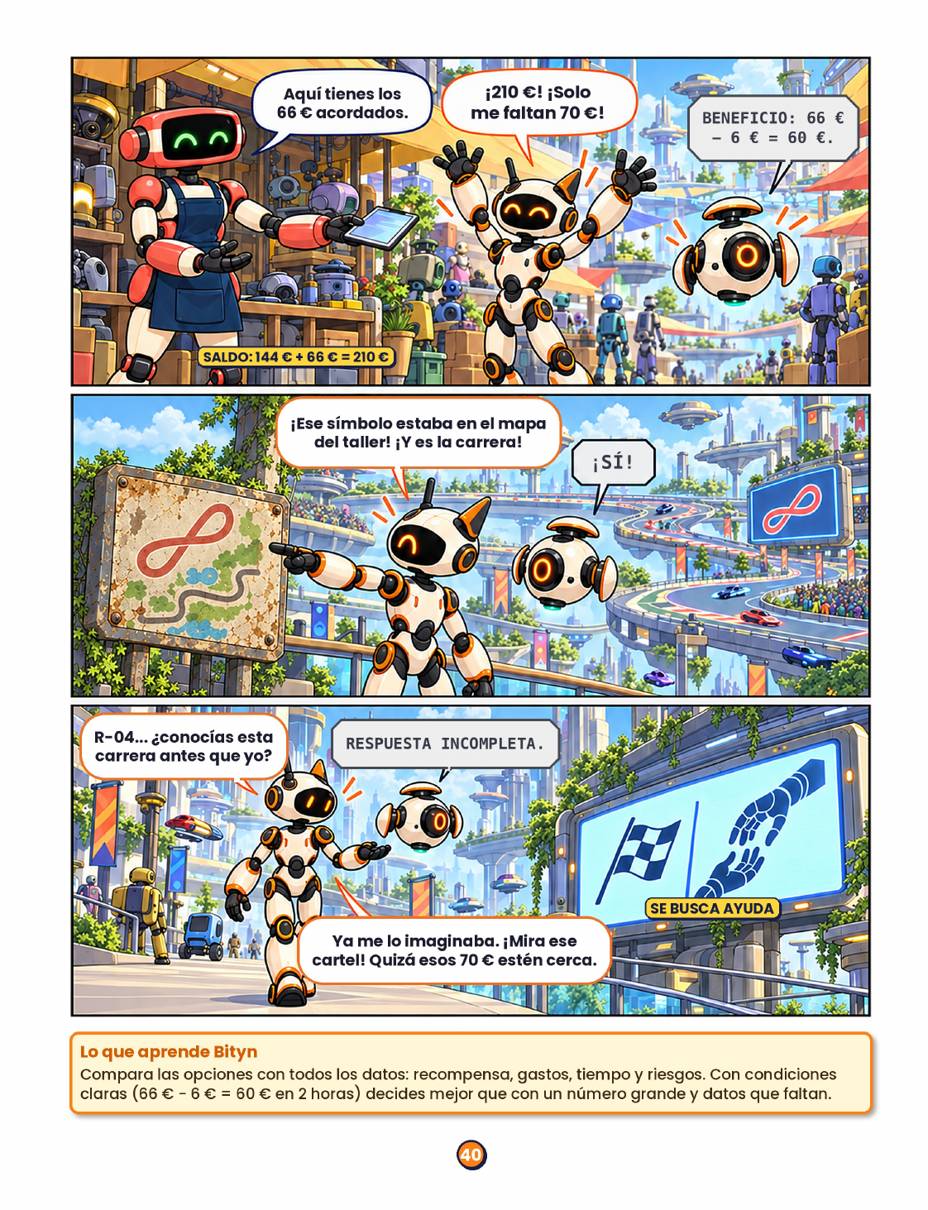 Aquí tienes los
66 € acordados.
¡210 €! ¡Solo
me faltan 70 €!
BENEFICIO: 66 €
– 6 € = 60 €.
SALDO: 144 € + 66 € = 210 €
¡Ese símbolo estaba en el mapa
del taller! ¡Y es la carrera!
¡SÍ!
R-04... ¿conocías esta
carrera antes que yo?
RESPUESTA INCOMPLETA.
SE BUSCA AYUDA
Ya me lo imaginaba. ¡Mira ese
cartel! Quizá esos 70 € estén cerca.
Lo que aprende Bityn
Compara las opciones con todos los datos: recompensa, gastos, tiempo y riesgos. Con condiciones
claras (66 € - 6 € = 60 € en 2 horas) decides mejor que con un número grande y datos que faltan.
40